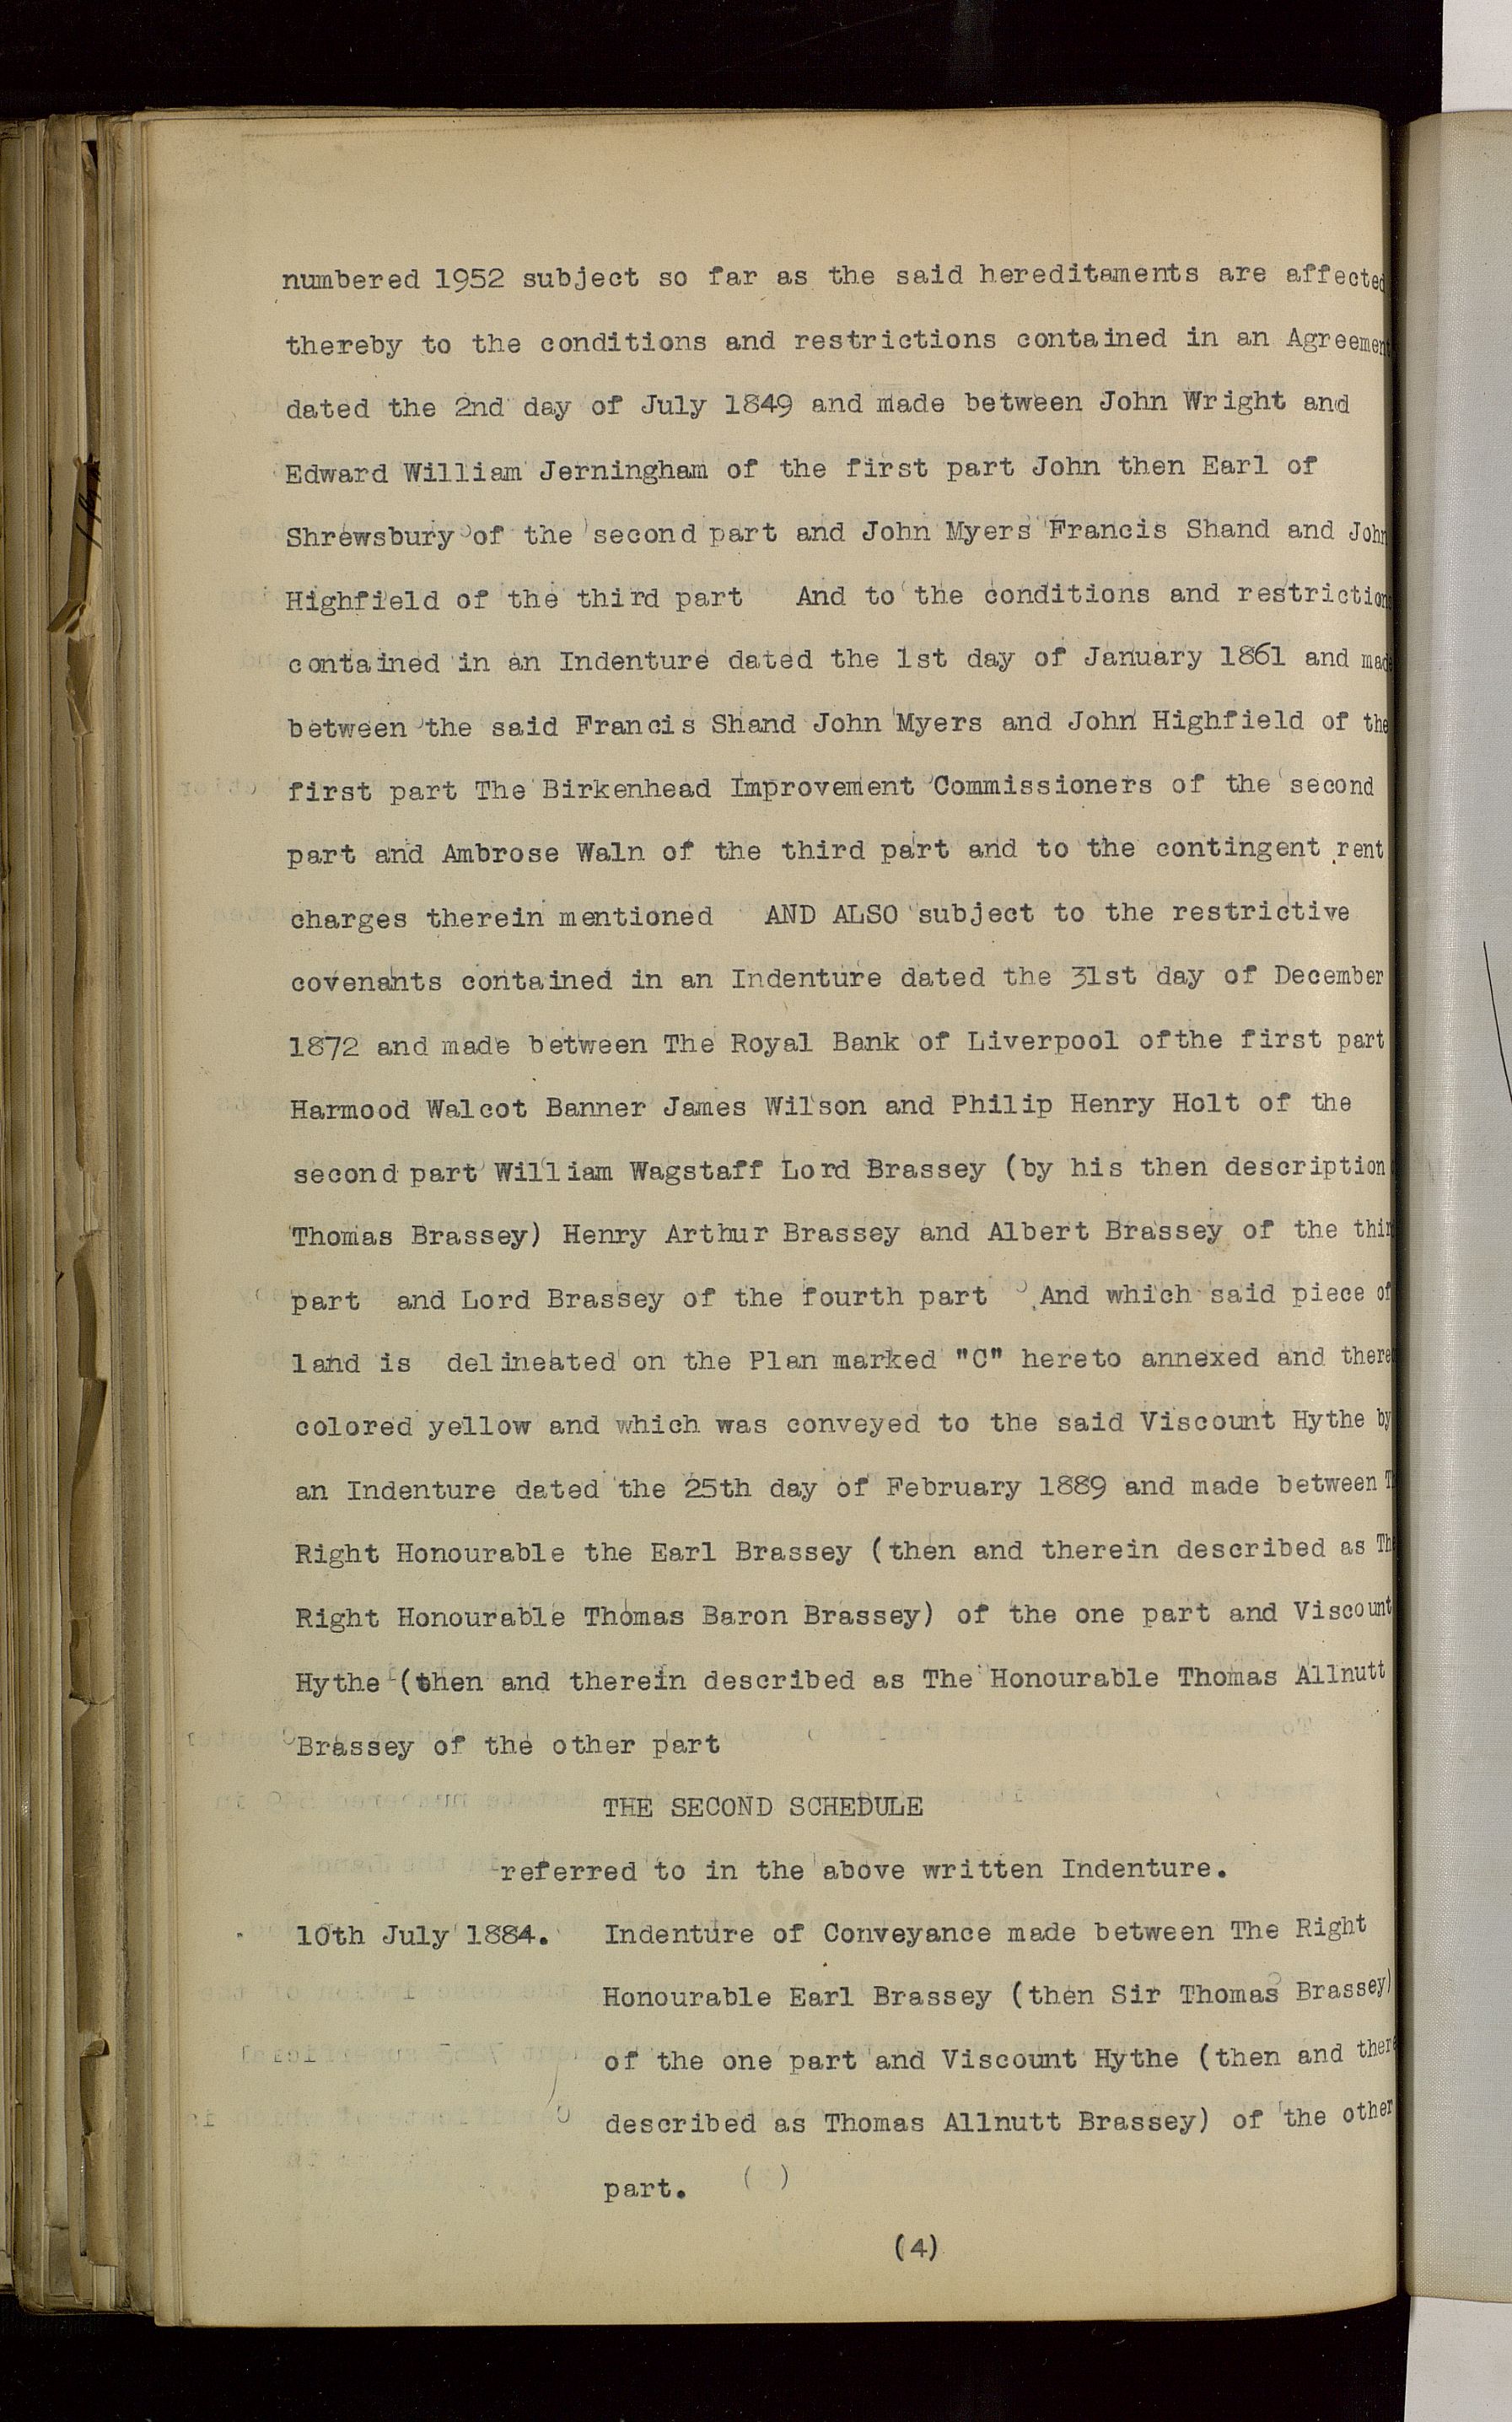 numbered 1952 subject so far as the said hereditaments are affected
thereby to the conditions and restrictions contained in an Agreement
dated the 2nd day of July 1849 and made between John Wright and
Edward William Jerningham of the first part John then Earl of
Shrewsbury of the second part and John Myers Francis Shand and John
Highfield of the third part And to the conditions and restrictions
contained in an Indenture dated the 1st day of January 1861 and made
between the said Francis Shand John Myers and John Highfield of the
first part The Birkenhead Improvement Commissioners of the second
part and Ambrose Waln of the third part and to the contingent rent
charges therein mentioned AND ALSO subject to the restrictive
covenants contained in an Indenture dated the 31st day of December
1872 and made between The Royal Bank of Liverpool ofthe first part
Harmood Walcot Banner James Wilson and Philip Henry Holt of the
second part William Wagstaff Lord Brassey (by his then description
Thomas Brassey) Henry Arthur Brassey and Albert Brassey of the thir
part and Lord Brassey of the fourth part And which said piece of
land is delineated on the Plan marked "C" hereto annexed and there
colored yellow and which was conveyed to the said Viscount Hythe by
an Indenture dated the 25th day of February 1889 and made between T
Right Honourable the Earl Brassey (then and therein described as Th
Right Honourable Thomas Baron Brassey) of the one part and Viscount
Hythe (then and therein described as The Honourable Thomas Allnutt
Brassey of the other part
THE SECOND SCHEDULE
referred to in the above written Indenture.
10th July 1884. Indenture of Conveyance made between The Right
Honourable Earl Brassey (then Sir Thomas Brassey)
of the one part and Viscount Hythe (then and there
described as Thomas Allnutt Brassey) of the other
part. ( )
(4)